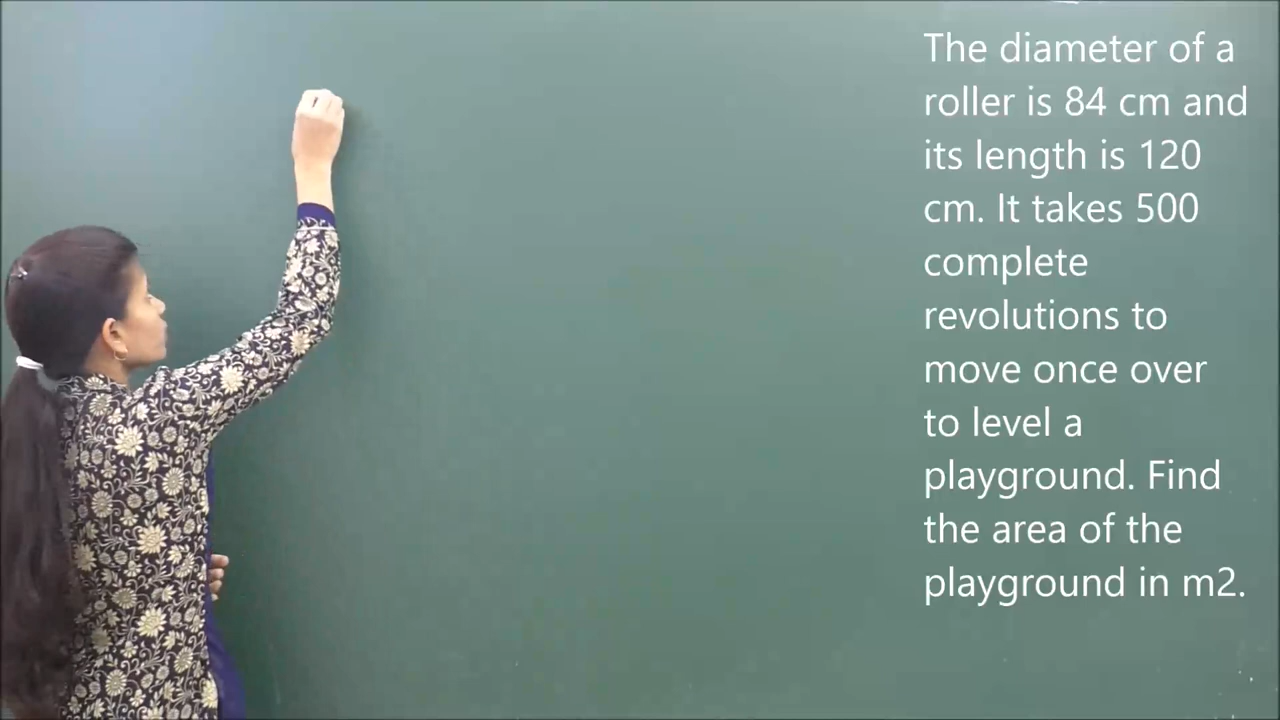 The diameter of a
roller is 84 cm and
its length is 120
cm. It takes 500
complete
revolutions to
move once over
to level a
playground. Find
the area of the
playground in m2.